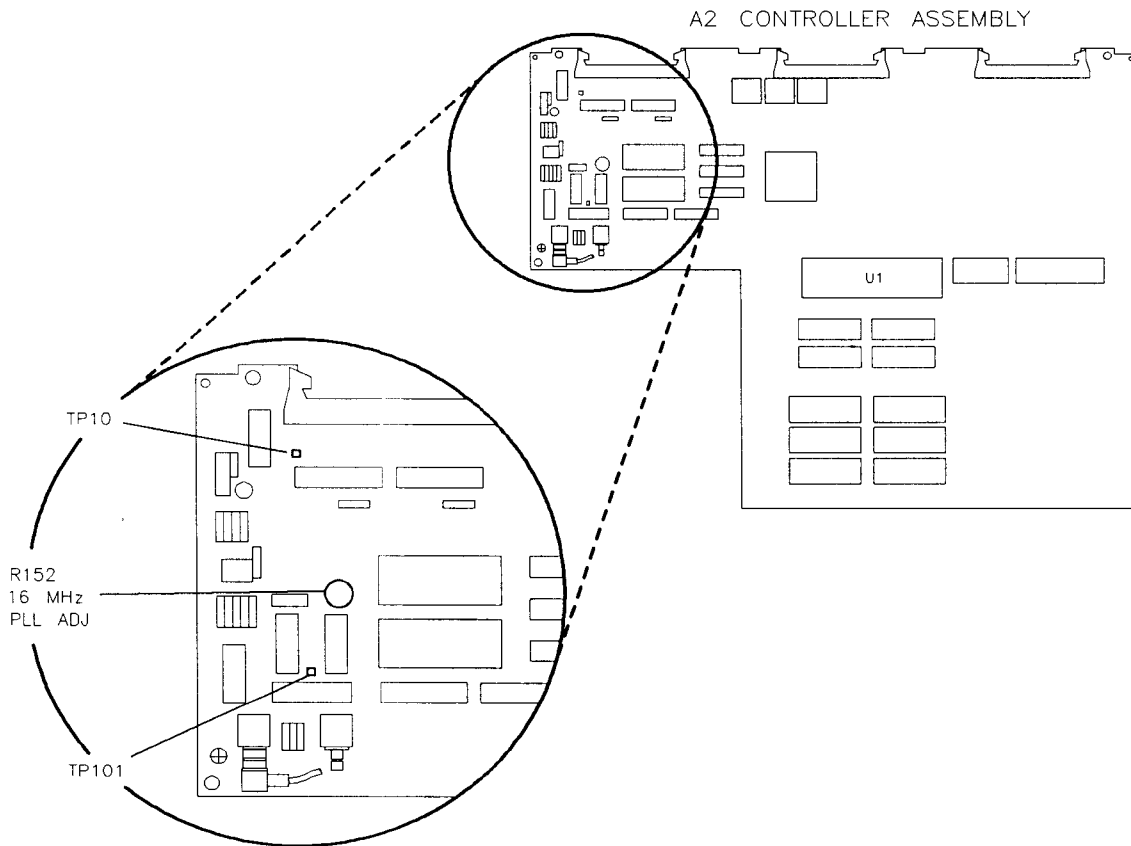 A2 CONTROLLER ASSEMBLY
U1
TP10
R152
16 MHz
PLL ADJ
TP101